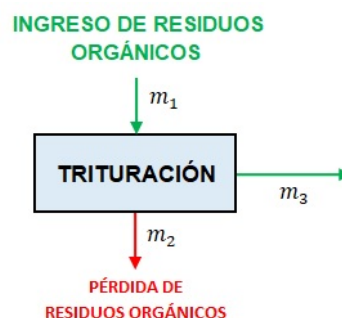 INGRESO DE RESIDUOS
ORGÁNICOS
m₁
TRITURACIÓN
m₃
m₂
PÉRDIDA DE
RESIDUOS ORGÁNICOS